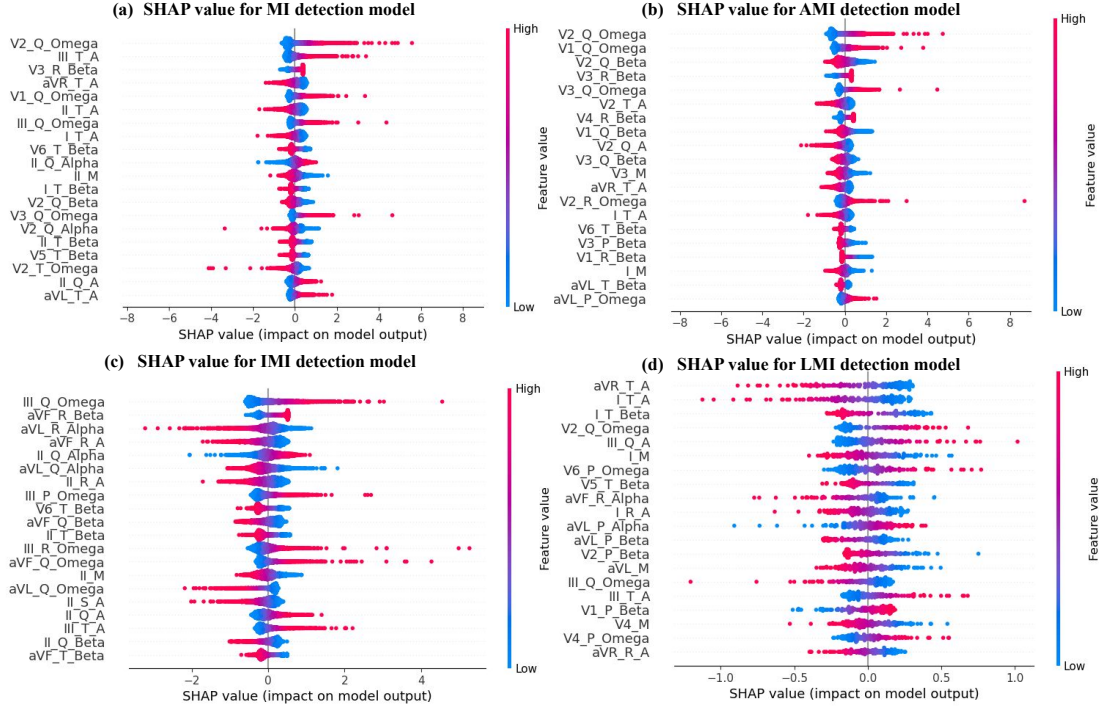 (a) SHAP value for MI detection model
V2_Q_Omega
III_T_A
V3_R_Beta
aVR_T_A
V1_Q_Omega
II_T_A
III_Q_Omega
I_T_A
V6_T_Beta
II_Q_Alpha
II_M
I_T_Beta
V2_Q_Beta
V3_Q_Omega
V2_Q_Alpha
II_T_Beta
V5_T_Beta
V2_T_Omega
II_Q_A
aVL_T_A
−8 −6 −4 −2 0 2 4 6 8
SHAP value (impact on model output)
High
Feature value
Low
(b) SHAP value for AMI detection model
V2_Q_Omega
V1_Q_Omega
V2_Q_Beta
V3_R_Beta
V3_Q_Omega
V2_T_A
V4_R_Beta
V1_Q_Beta
V2_Q_A
V3_Q_Beta
V3_M
aVR_T_A
V2_R_Omega
I_T_A
V6_T_Beta
V3_P_Beta
V1_R_Beta
I_M
aVL_T_Beta
aVL_P_Omega
−8 −6 −4 −2 0 2 4 6 8
SHAP value (impact on model output)
High
Feature value
Low
(c) SHAP value for IMI detection model
III_Q_Omega
aVF_R_Beta
aVL_R_Alpha
aVF_R_A
II_Q_Alpha
aVL_Q_Alpha
II_R_A
III_P_Omega
V6_T_Beta
aVF_Q_Beta
II_T_Beta
III_R_Omega
aVF_Q_Omega
II_M
aVL_Q_Omega
II_S_A
II_Q_A
III_T_A
II_Q_Beta
aVF_T_Beta
−2 0 2 4
SHAP value (impact on model output)
High
Feature value
Low
(d) SHAP value for LMI detection model
aVR_T_A
I_T_A
I_T_Beta
V2_Q_Omega
III_Q_A
I_M
V6_P_Omega
V5_T_Beta
aVF_R_Alpha
I_R_A
aVL_P_Alpha
aVL_P_Beta
V2_P_Beta
aVL_M
III_Q_Omega
III_T_A
V1_P_Beta
V4_M
V4_P_Omega
aVR_R_A
−1.0 −0.5 0.0 0.5 1.0
SHAP value (impact on model output)
High
Feature value
Low